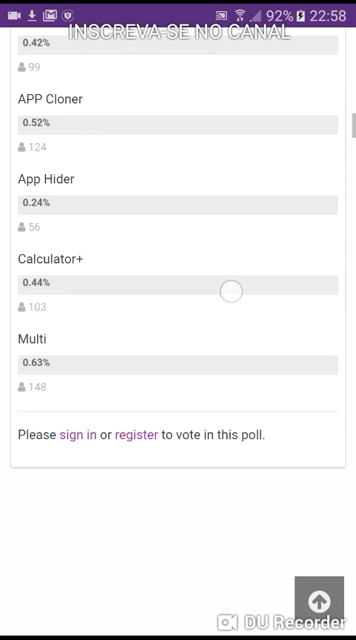 92% 22:58
INSCREVA-SE NO CANAL
0.42%
99
APP Cloner
0.52%
124
App Hider
0.24%
56
Calculator+
0.44%
103
Multi
0.63%
148
Please sign in or register to vote in this poll.
DU Recorder